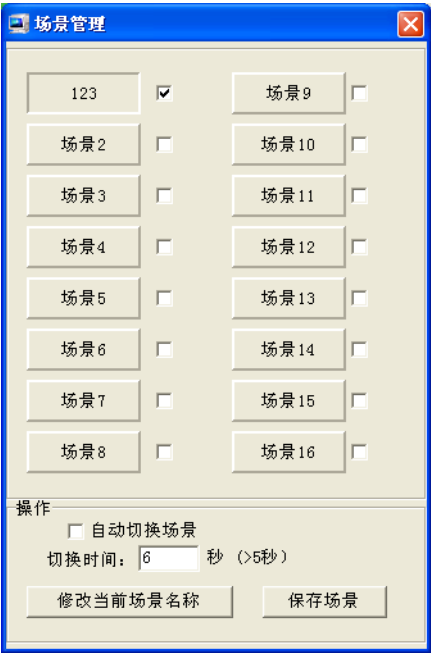 场景管理
123 场景9
场景2 场景10
场景3 场景11
场景4 场景12
场景5 场景13
场景6 场景14
场景7 场景15
场景8 场景16
操作
自动切换场景
切换时间: 6 秒 (>5秒)
修改当前场景名称 保存场景